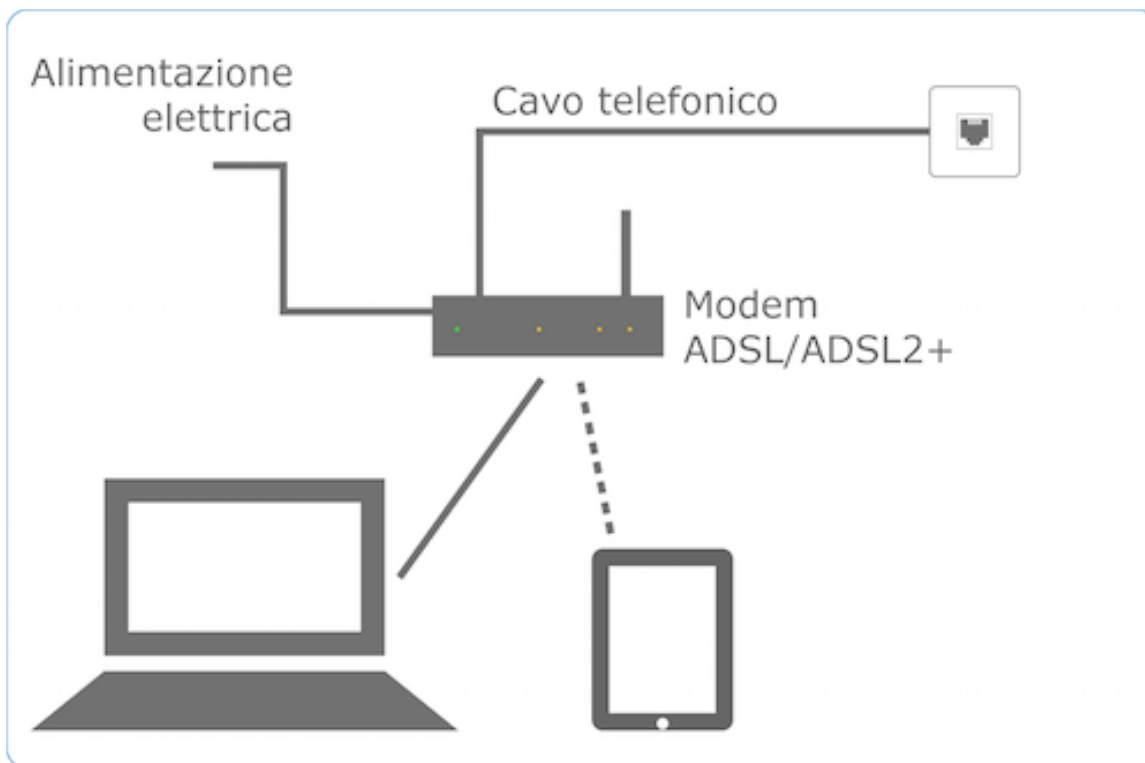 Alimentazione
elettrica
Cavo telefonico
Modem
ADSL/ADSL2+